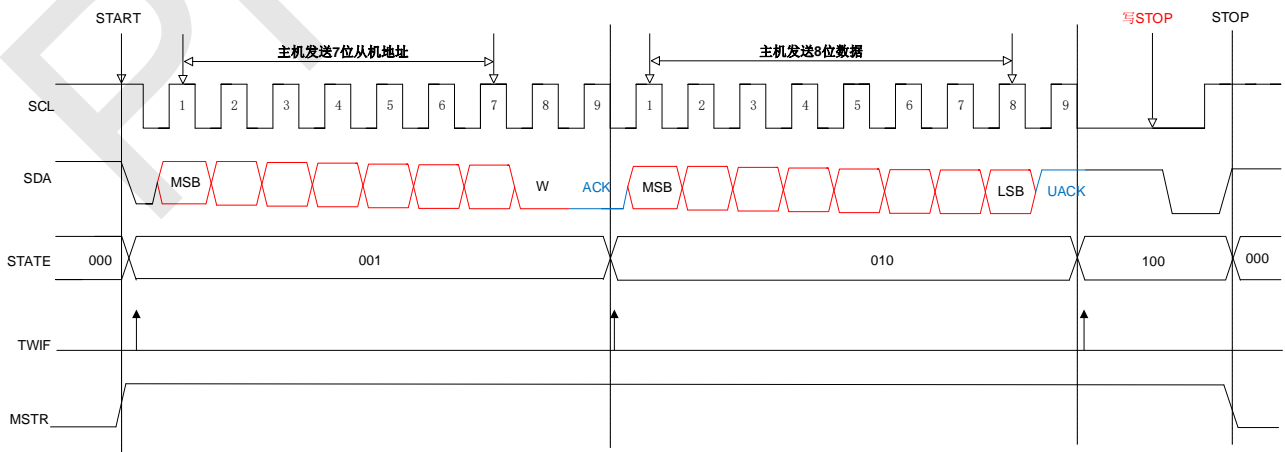 START 写STOP STOP
主机发送7位从机地址 主机发送8位数据
SCL 1 2 3 4 5 6 7 8 9 1 2 3 4 5 6 7 8 9
SDA MSB W ACK MSB LSB UACK
STATE 000 001 010 100 000
TWIF
MSTR